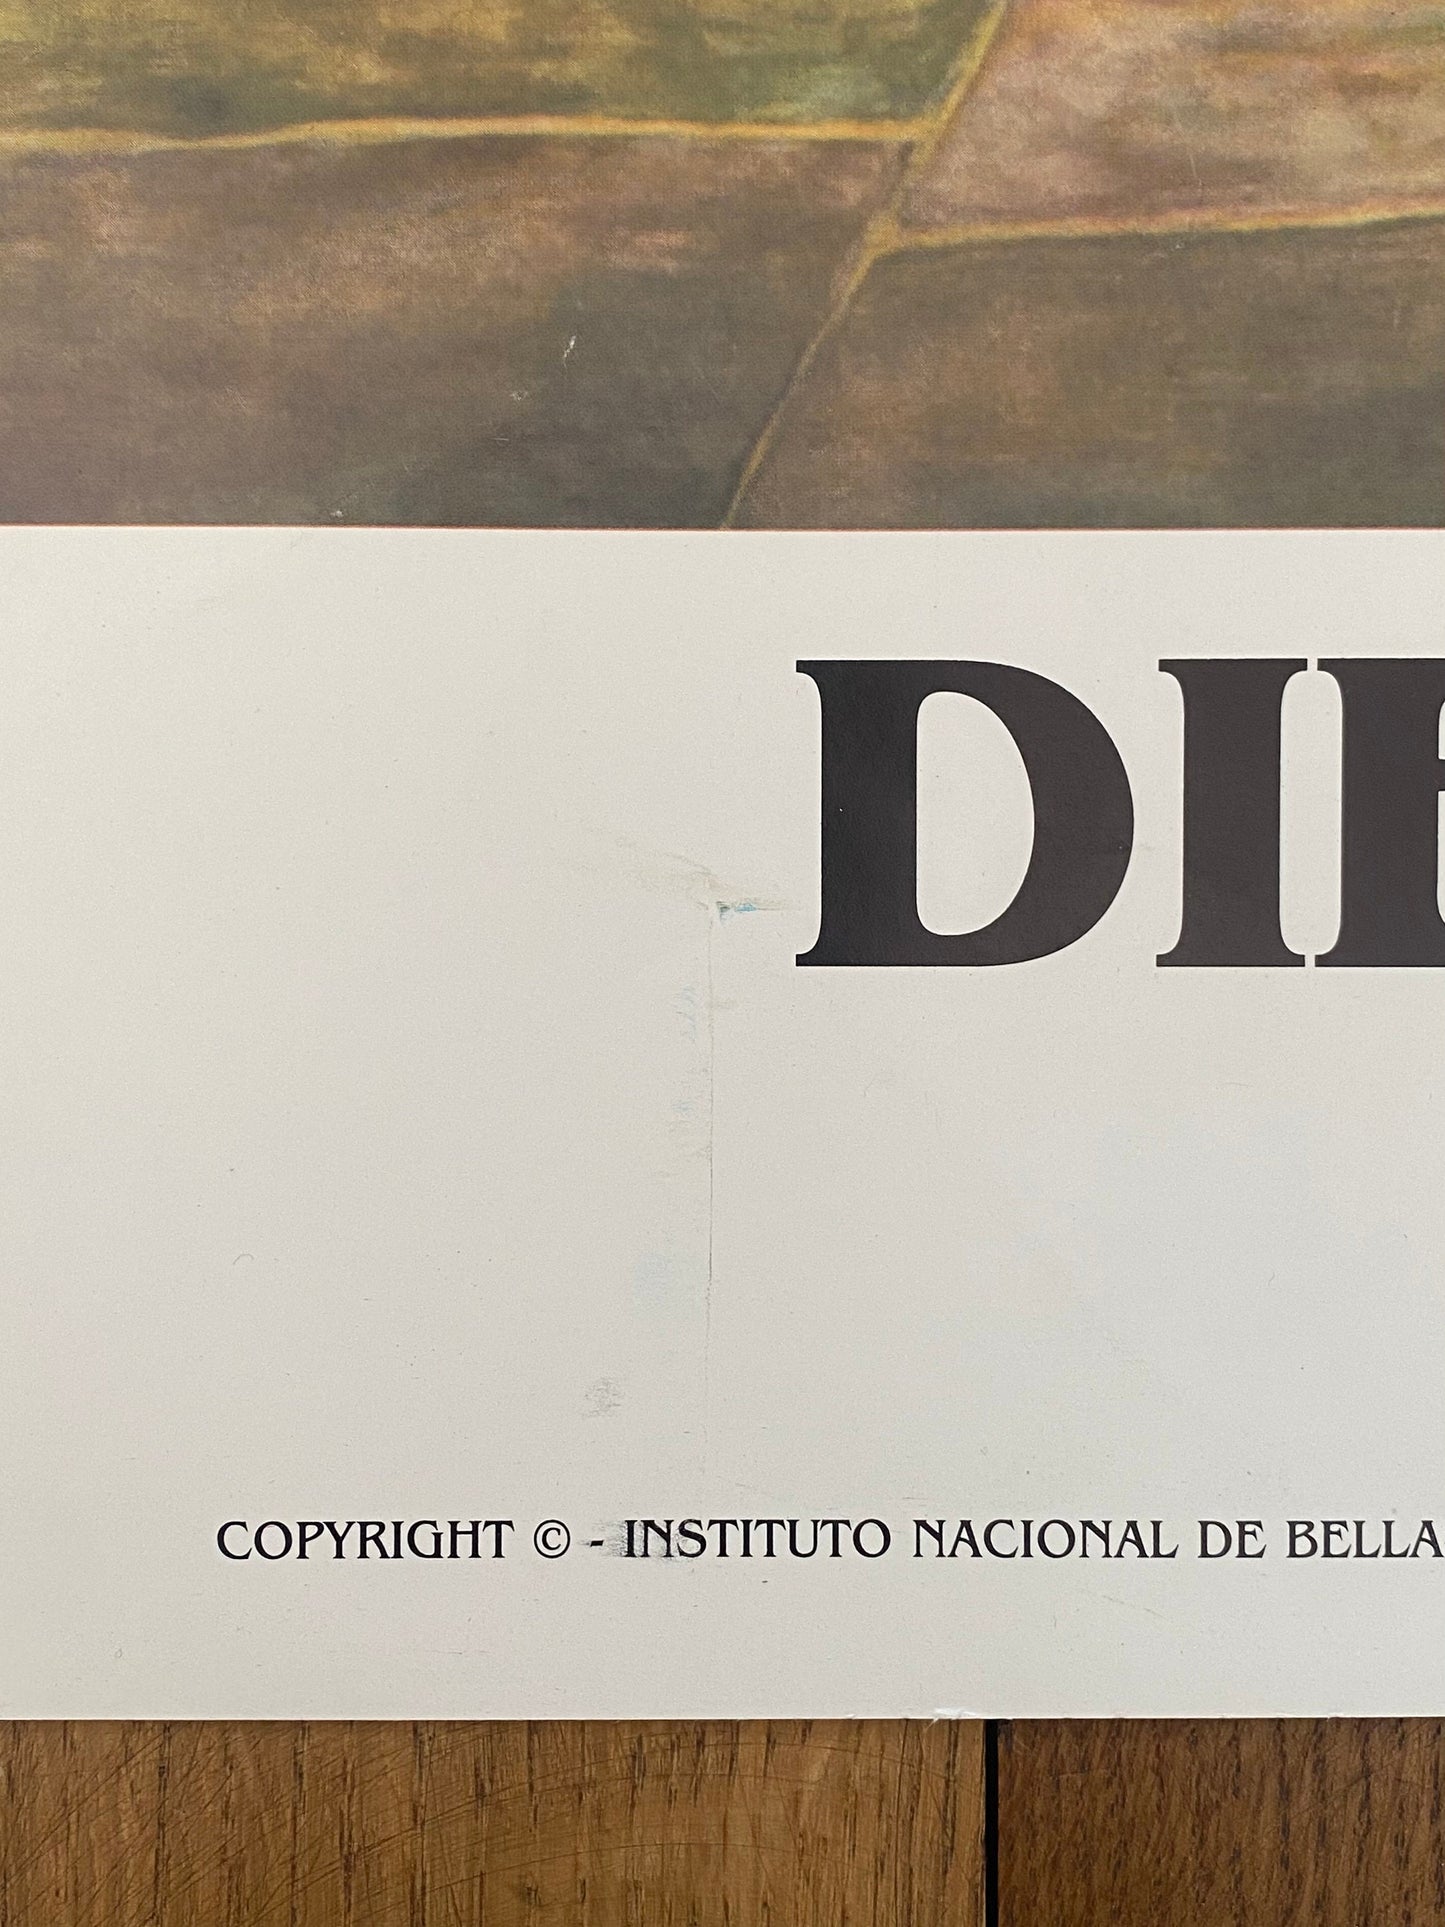 DIE
COPYRIGHT © - INSTITUTO NACIONAL DE BELLA